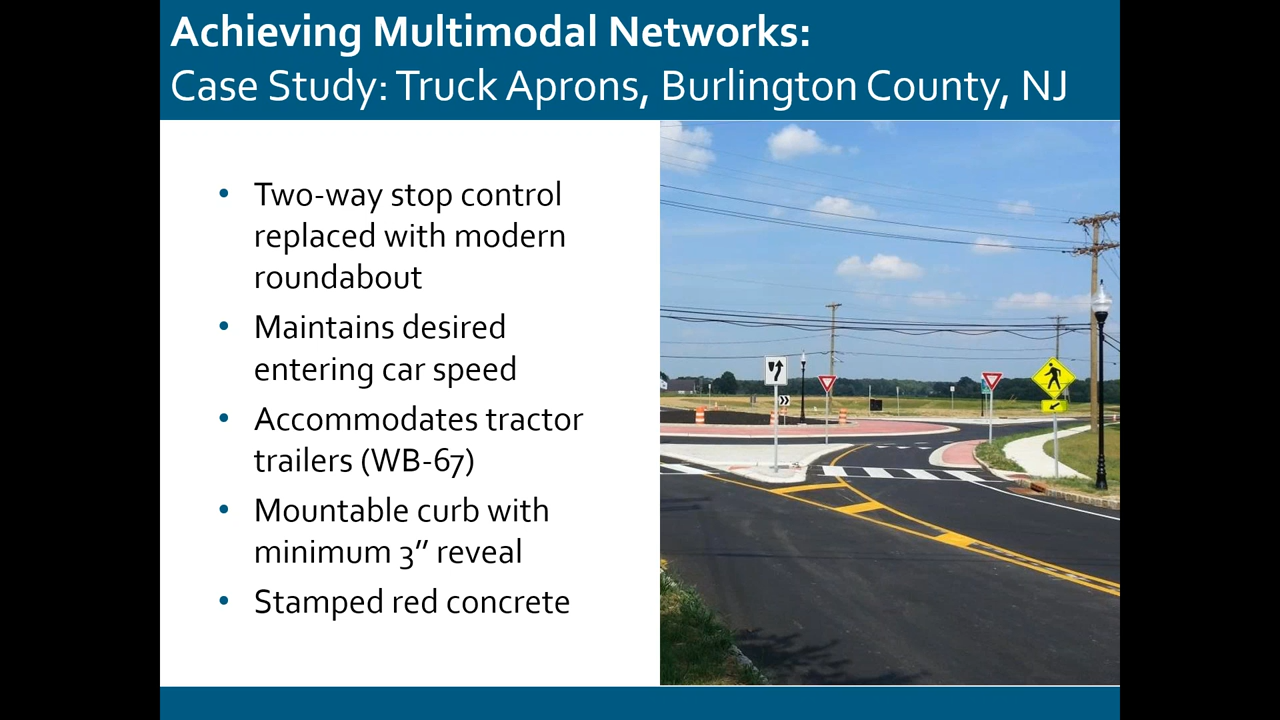 Achieving Multimodal Networks:
Case Study: Truck Aprons, Burlington County, NJ
• Two-way stop control
replaced with modern
roundabout
• Maintains desired
entering car speed
• Accommodates tractor
trailers (WB-67)
• Mountable curb with
minimum 3” reveal
• Stamped red concrete